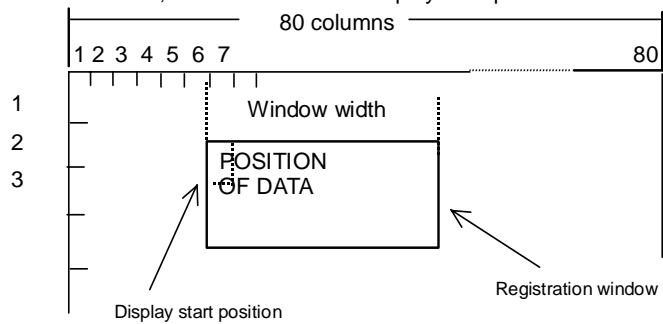 80 columns
1 2 3 4 5 6 7 80
1
Window width
2
POSITION
3
OF DATA
Registration window
Display start position